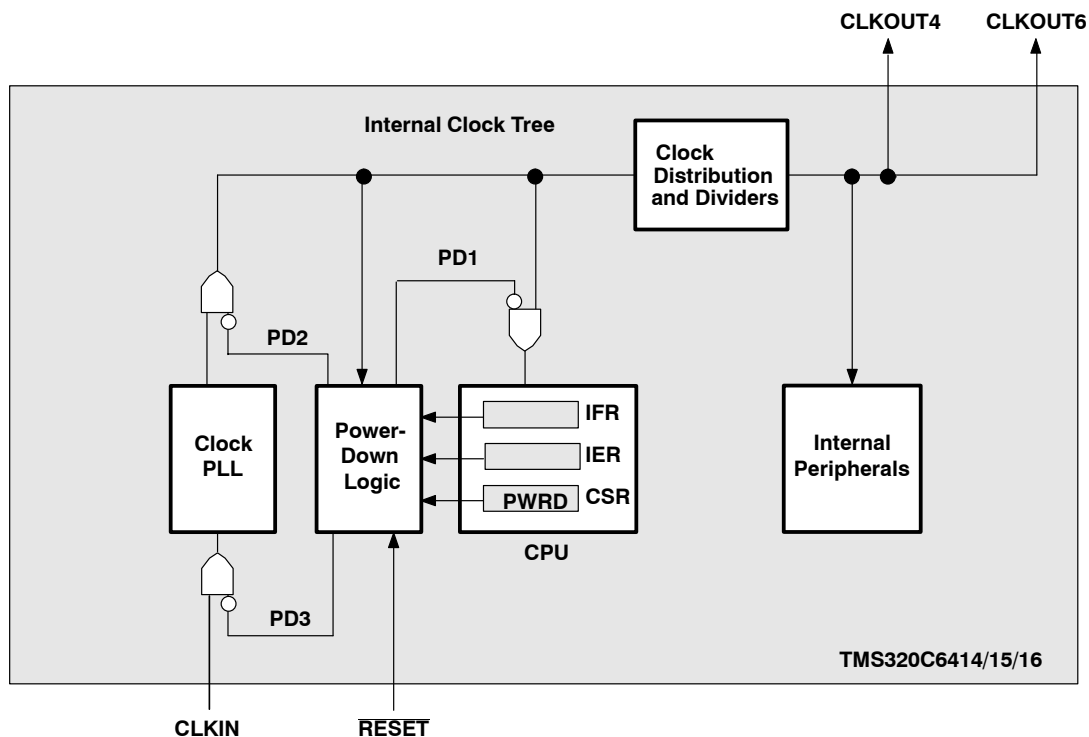 CLKOUT4
CLKOUT6
Internal Clock Tree
Clock
Distribution
and Dividers
PD1
PD2
Clock
PLL
Power-
Down
Logic
IFR
IER
PWRD
CSR
CPU
Internal
Peripherals
PD3
TMS320C6414/15/16
CLKIN
RESET